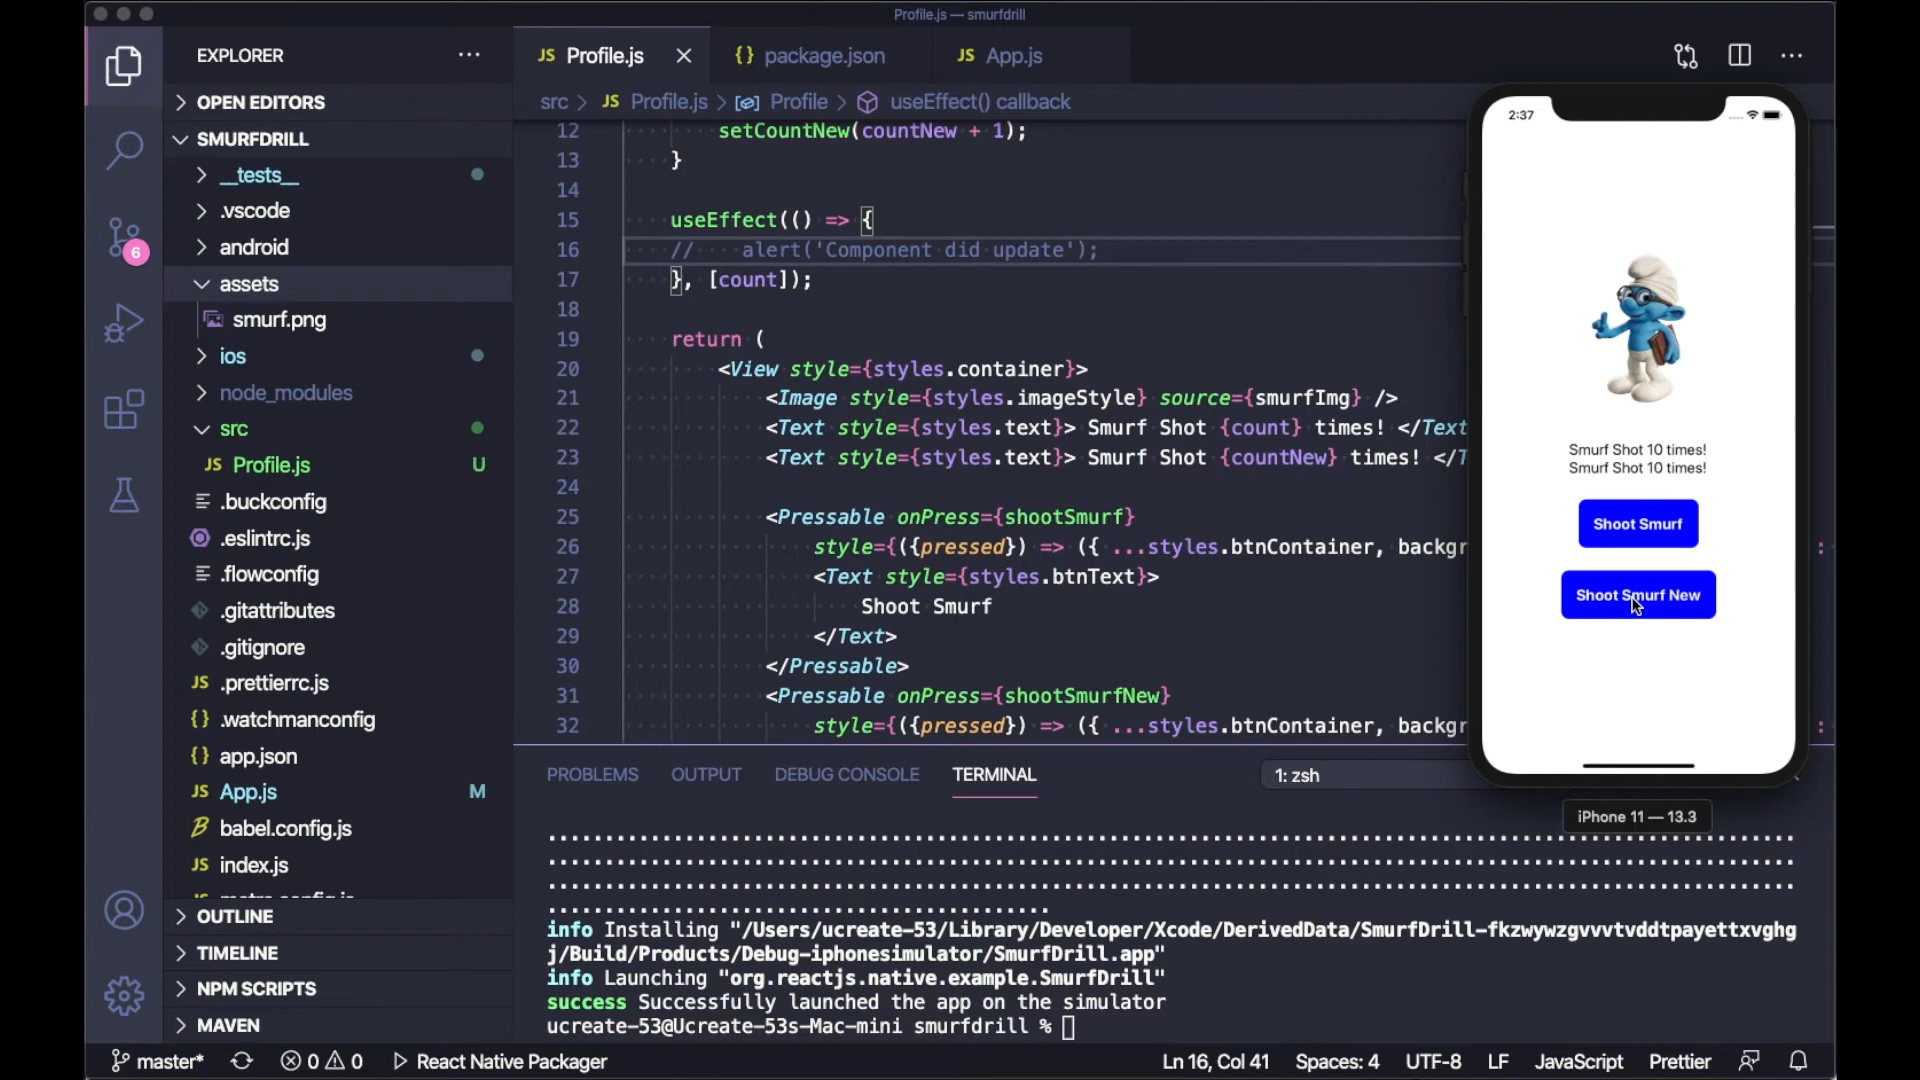 Profile.js — smurfdrill
EXPLORER
OPEN EDITORS
SMURFDRILL
__tests__
.vscode
android
assets
smurf.png
ios
node_modules
src
JS Profile.js U
.buckconfig
.eslintrc.js
.flowconfig
.gitattributes
.gitignore
JS .prettierrc.js
{} .watchmanconfig
{} app.json
JS App.js M
babel.config.js
JS index.js
OUTLINE
TIMELINE
NPM SCRIPTS
MAVEN
6
JS Profile.js
{} package.json
JS App.js
src > JS Profile.js > Profile > useEffect() callback
12 setCountNew(countNew + 1);
13 }
14
15 useEffect(() => {
16 // alert('Component did update');
17 }, [count]);
18
19 return (
20 <View style={styles.container}>
21 <Image style={styles.imageStyle} source={smurfImg} />
22 <Text style={styles.text}> Smurf Shot {count} times! </Text
23 <Text style={styles.text}> Smurf Shot {countNew} times! </T
24
25 <Pressable onPress={shootSmurf}
26 style={({pressed}) => ({ ...styles.btnContainer, backgr :
27 <Text style={styles.btnText}>
28 Shoot Smurf
29 </Text>
30 </Pressable>
31 <Pressable onPress={shootSmurfNew}
32 style={({pressed}) => ({ ...styles.btnContainer, backgr :
2:37
Smurf Shot 10 times!
Smurf Shot 10 times!
Shoot Smurf
Shoot Smurf New
iPhone 11 — 13.3
PROBLEMS OUTPUT DEBUG CONSOLE TERMINAL 1: zsh
info Installing "/Users/ucreate-53/Library/Developer/Xcode/DerivedData/SmurfDrill-fkzwywzgvvvtvddtpayettxvghg
j/Build/Products/Debug-iphonesimulator/SmurfDrill.app"
info Launching "org.reactjs.native.example.SmurfDrill"
success Successfully launched the app on the simulator
ucreate-53@Ucreate-53s-Mac-mini smurfdrill %
master* 0 0 React Native Packager Ln 16, Col 41 Spaces: 4 UTF-8 LF JavaScript Prettier